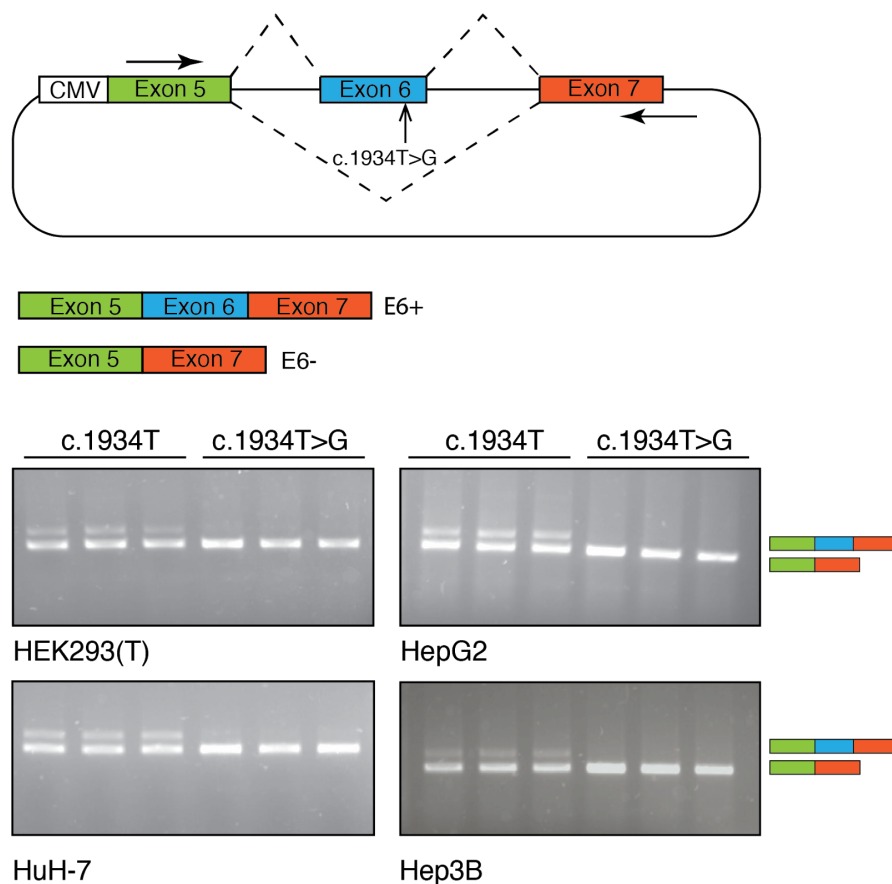 CMV Exon 5 Exon 6 Exon 7
c.1934T>G
Exon 5 Exon 6 Exon 7 E6+
Exon 5 Exon 7 E6-
c.1934T c.1934T>G c.1934T c.1934T>G
HEK293(T) HepG2
HuH-7 Hep3B